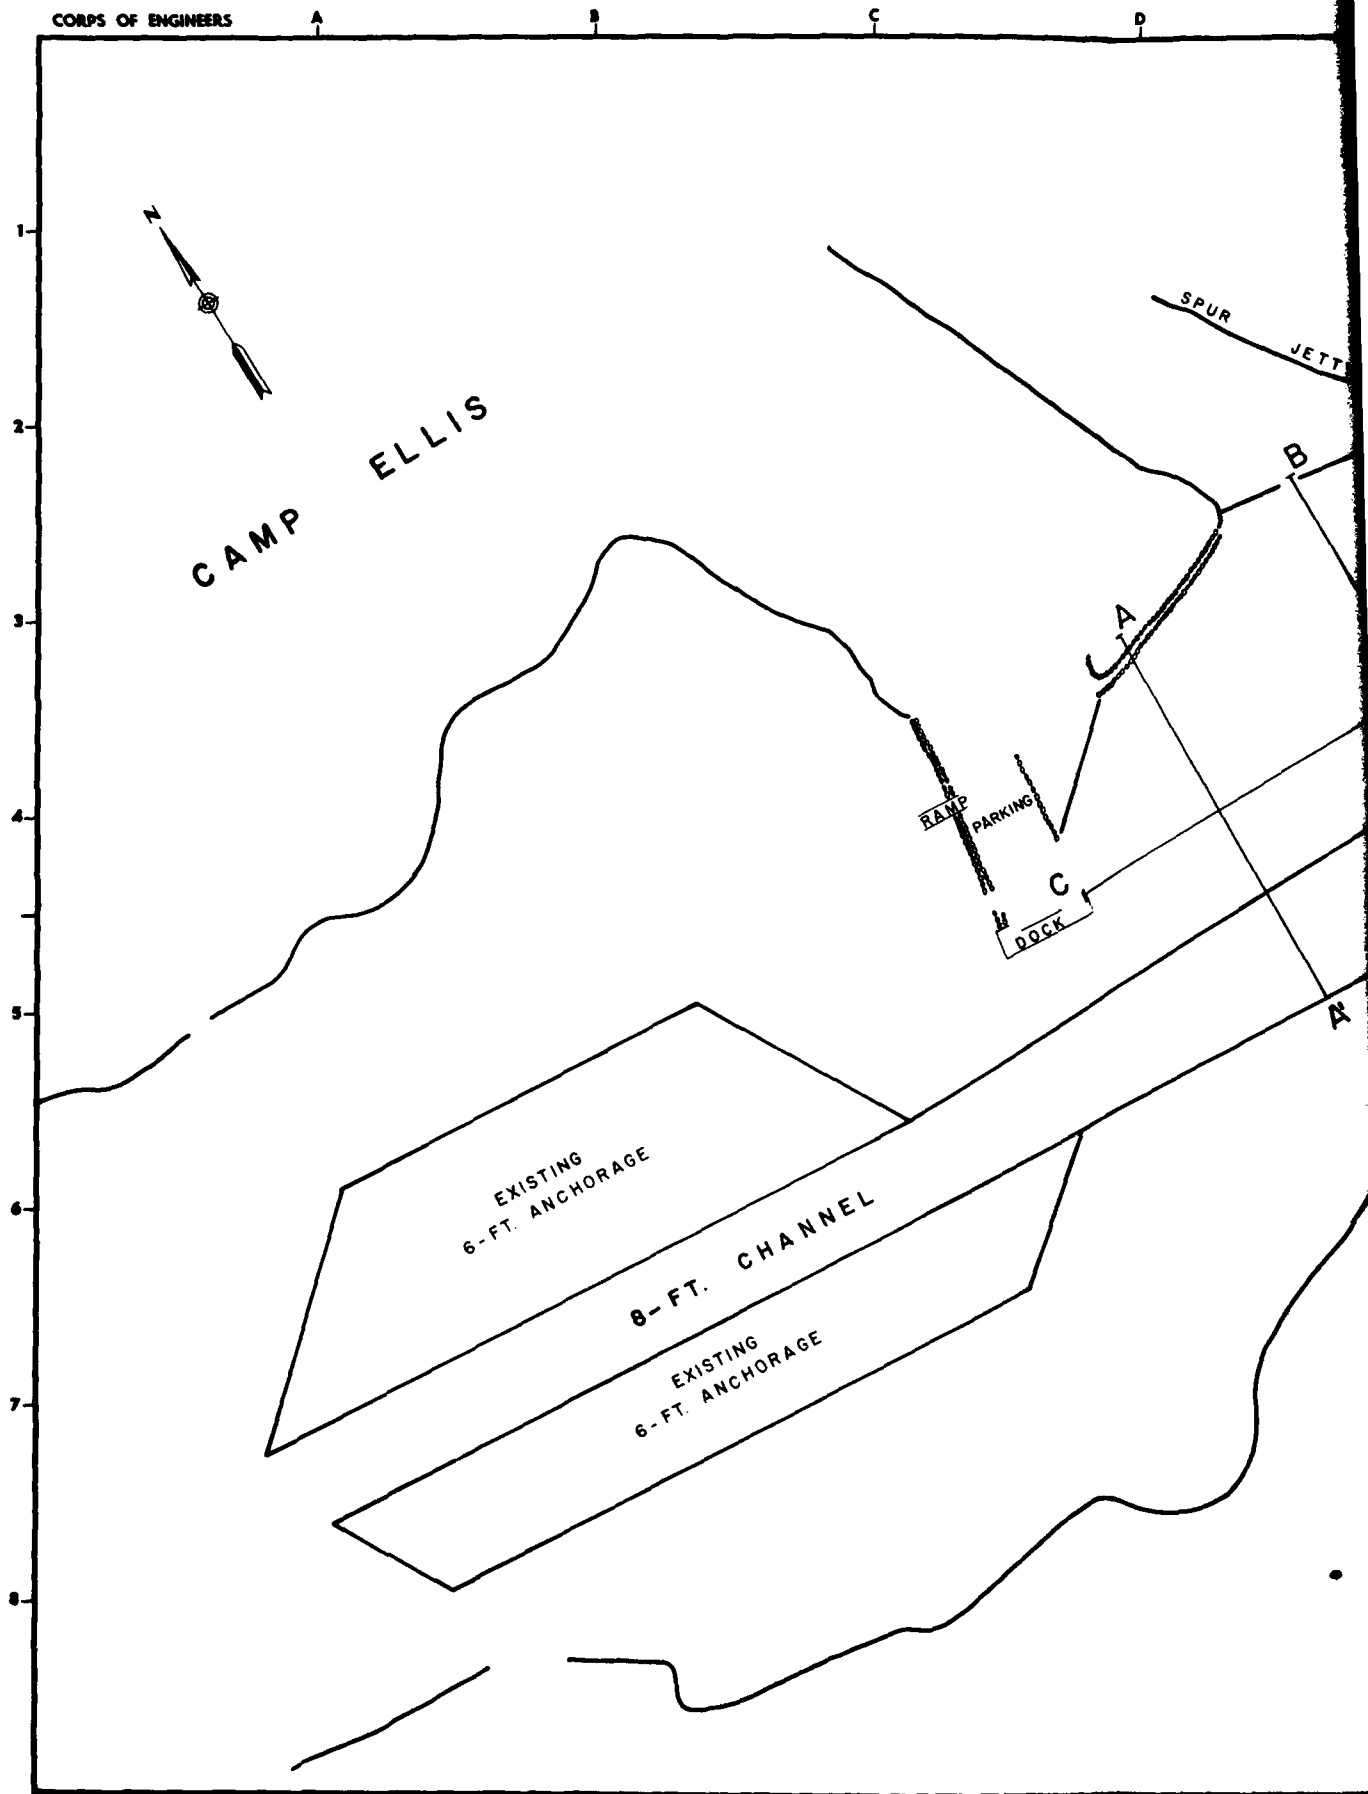 CORPS OF ENGINEERS
A
B
C
D
1
N
SPUR
JETT
2
CAMP ELLIS
B
3
A
4
RAMP
PARKING
C
DOCK
5
A'
EXISTING
6-FT. ANCHORAGE
6
8-FT. CHANNEL
EXISTING
6-FT. ANCHORAGE
7
8